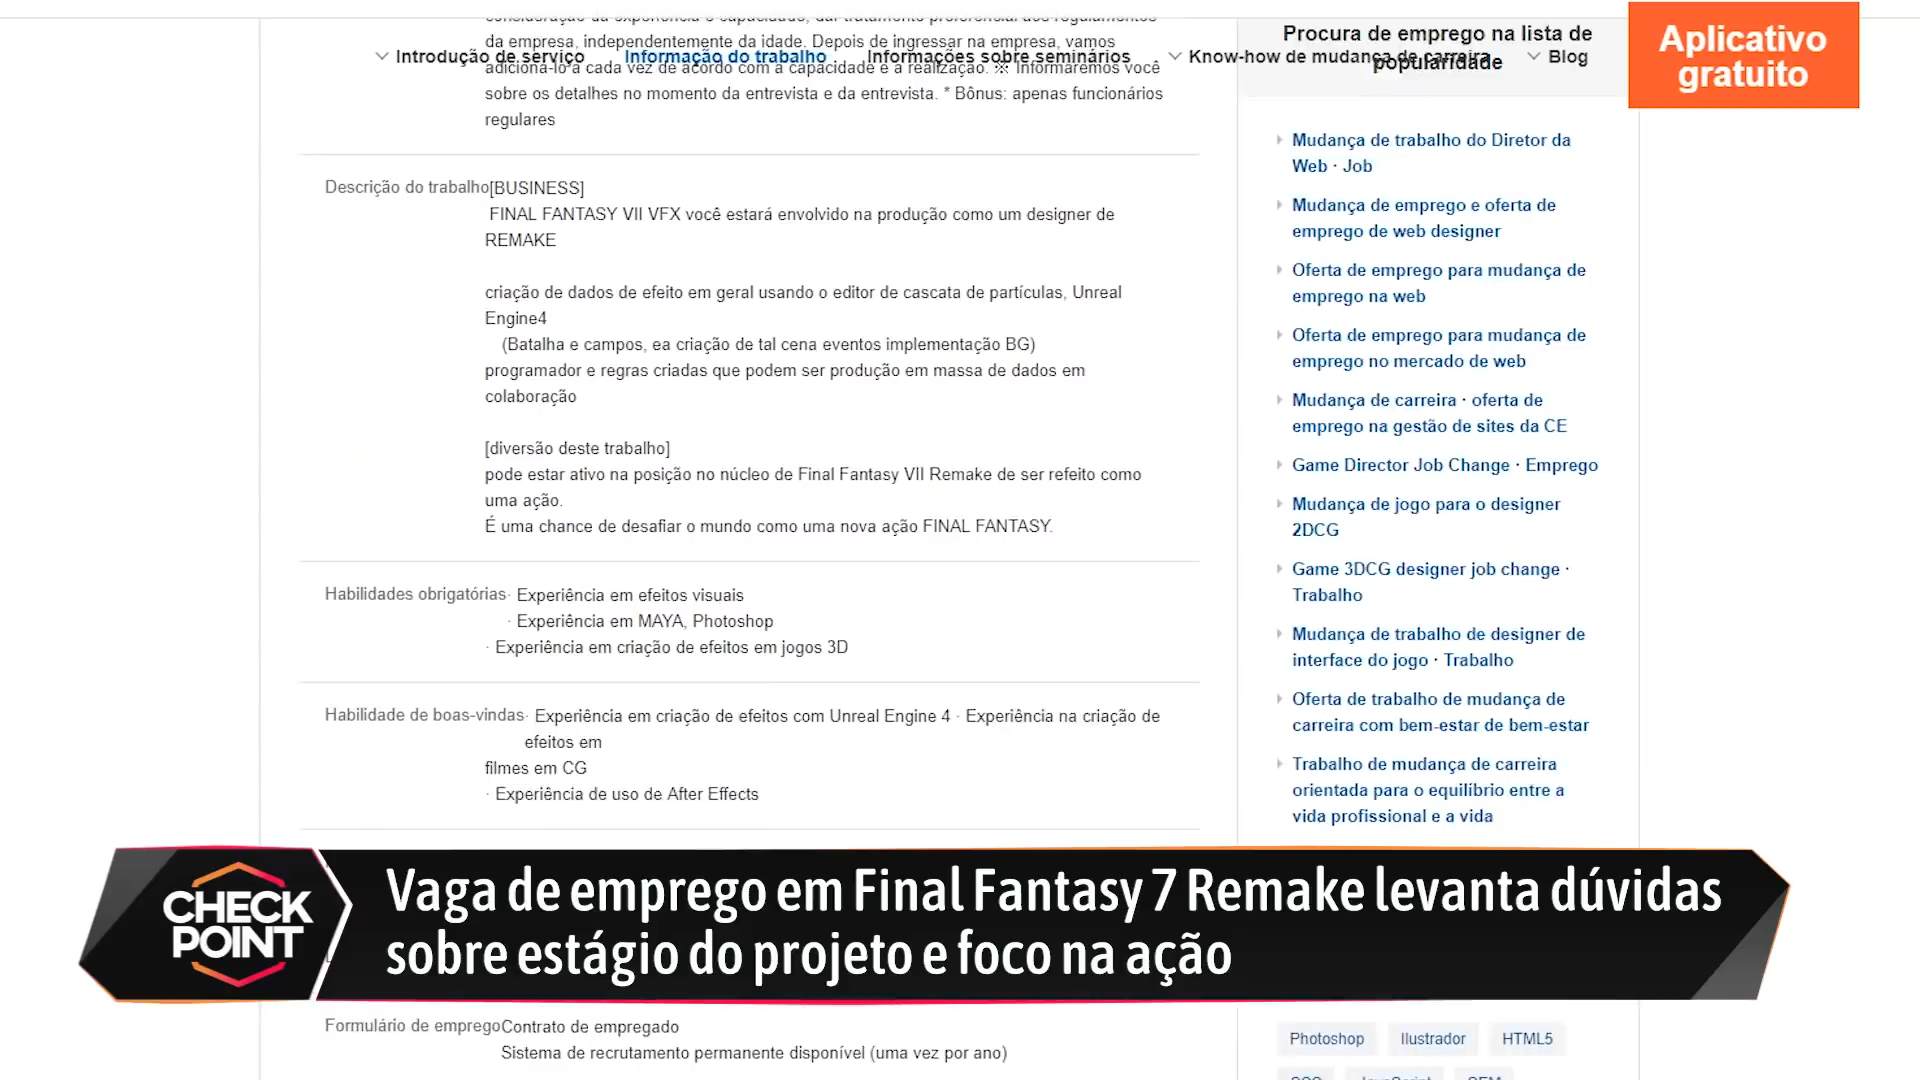 consideração da experiência e capacidade, dar tratamento preferencial aos regulamentos
da empresa, independentemente da idade. Depois de ingressar na empresa, vamos
adicioná-lo a cada vez de acordo com a capacidade e a realização. ※ Informaremos você
sobre os detalhes no momento da entrevista e da entrevista. * Bônus: apenas funcionários
regulares
Introdução de serviço
Informação do trabalho
Informações sobre seminários
Know-how de mudança de carreira
Blog
Aplicativo
gratuito
Descrição do trabalho[BUSINESS]
FINAL FANTASY VII VFX você estará envolvido na produção como um designer de
REMAKE
criação de dados de efeito em geral usando o editor de cascata de partículas, Unreal
Engine4
(Batalha e campos, ea criação de tal cena eventos implementação BG)
programador e regras criadas que podem ser produção em massa de dados em
colaboração
[diversão deste trabalho]
pode estar ativo na posição no núcleo de Final Fantasy VII Remake de ser refeito como
uma ação.
É uma chance de desafiar o mundo como uma nova ação FINAL FANTASY.
Habilidades obrigatórias· Experiência em efeitos visuais
· Experiência em MAYA, Photoshop
· Experiência em criação de efeitos em jogos 3D
Habilidade de boas-vindas· Experiência em criação de efeitos com Unreal Engine 4 · Experiência na criação de
efeitos em
filmes em CG
· Experiência de uso de After Effects
Procura de emprego na lista de
popularidade
Mudança de trabalho do Diretor da
Web · Job
Mudança de emprego e oferta de
emprego de web designer
Oferta de emprego para mudança de
emprego na web
Oferta de emprego para mudança de
emprego no mercado de web
Mudança de carreira · oferta de
emprego na gestão de sites da CE
Game Director Job Change · Emprego
Mudança de jogo para o designer
2DCG
Game 3DCG designer job change ·
Trabalho
Mudança de trabalho de designer de
interface do jogo · Trabalho
Oferta de trabalho de mudança de
carreira com bem-estar de bem-estar
Trabalho de mudança de carreira
orientada para o equilíbrio entre a
vida profissional e a vida
CHECK
POINT
Vaga de emprego em Final Fantasy 7 Remake levanta dúvidas
sobre estágio do projeto e foco na ação
Formulário de empregoContrato de empregado
Sistema de recrutamento permanente disponível (uma vez por ano)
Photoshop
Ilustrador
HTML5